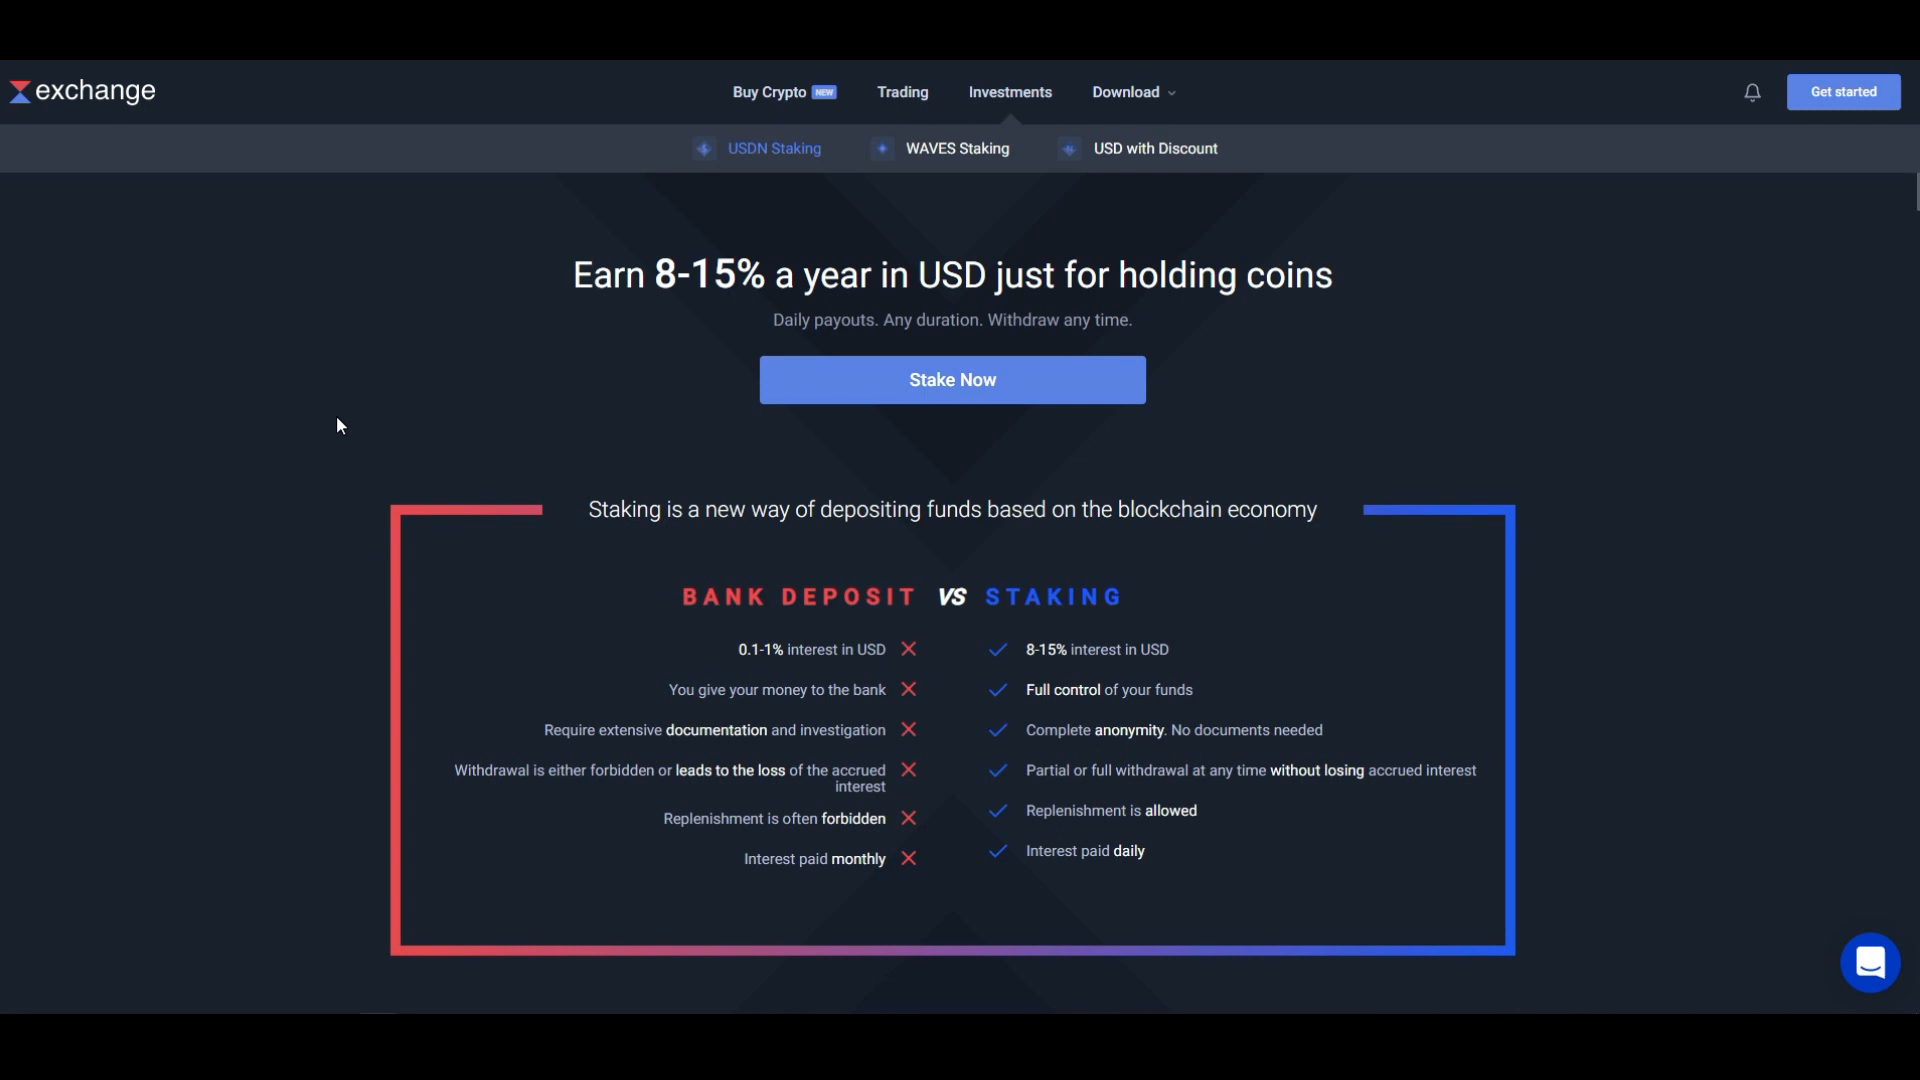 exchange
Buy Crypto NEW Trading Investments Download Get started
USDN Staking WAVES Staking USD with Discount
Earn 8-15% a year in USD just for holding coins
Daily payouts. Any duration. Withdraw any time.
Stake Now
Staking is a new way of depositing funds based on the blockchain economy
BANK DEPOSIT VS STAKING
0.1-1% interest in USD
You give your money to the bank
Require extensive documentation and investigation
Withdrawal is either forbidden or leads to the loss of the accrued
interest
Replenishment is often forbidden
Interest paid monthly
8-15% interest in USD
Full control of your funds
Complete anonymity. No documents needed
Partial or full withdrawal at any time without losing accrued interest
Replenishment is allowed
Interest paid daily